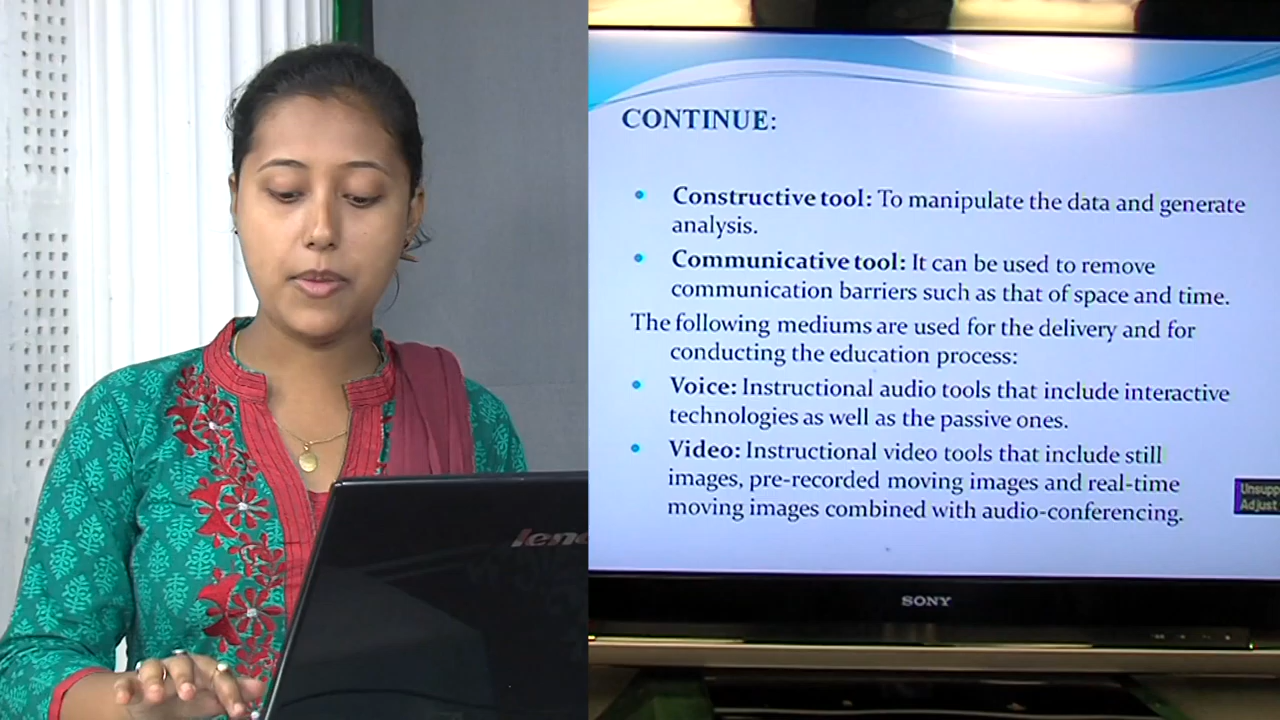 CONTINUE:
Constructive tool: To manipulate the data and generate
analysis.
Communicative tool: It can be used to remove
communication barriers such as that of space and time.
The following mediums are used for the delivery and for
conducting the education process:
Voice: Instructional audio tools that include interactive
technologies as well as the passive ones.
Video: Instructional video tools that include still
images, pre-recorded moving images and real-time
moving images combined with audio-conferencing.
Unsupp
Adjust
SONY
leno